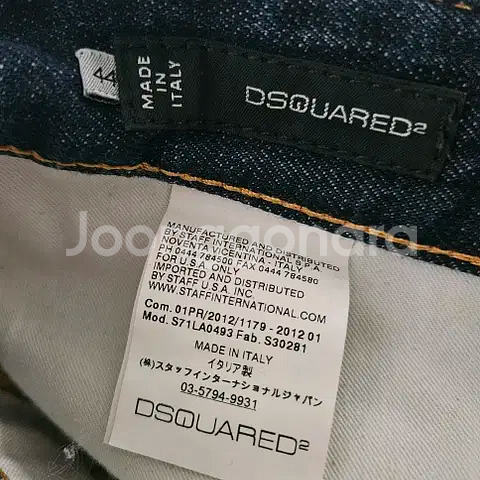 44
MADE
IN
ITALY
DSQUARED2
Joonggonara
MANUFACTURED AND DISTRIBUTED
BY STAFF INTERNATIONAL S.P.A.
NOVENTA VICENTINA - ITALY
PH 0444 784500 FAX 0444 784580
FOR U.S.A. ONLY
IMPORTED AND DISTRIBUTED
BY STAFF U.S.A. INC
WWW.STAFFINTERNATIONAL.COM
Com. 01PR/2012/1179 - 2012 01
Mod. S71LA0493 Fab. S30281
MADE IN ITALY
イタリア製
(株)スタッフインターナショナルジャパン
03-5794-9931
DSQUARED2